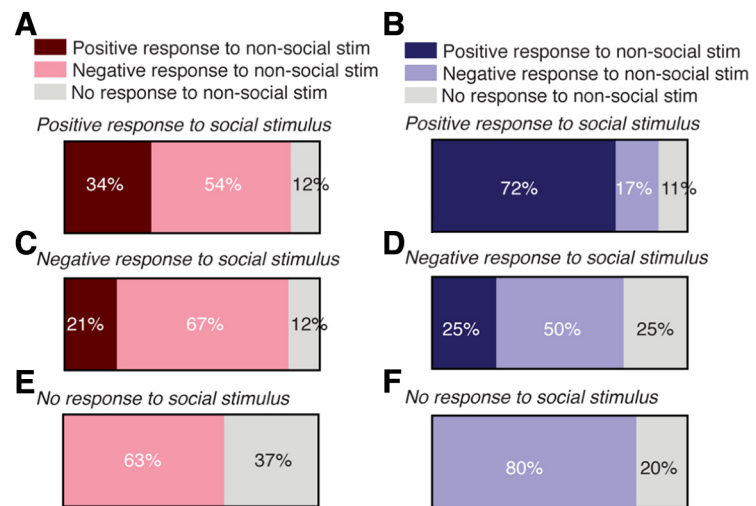 A
Positive response to non-social stim
Negative response to non-social stim
No response to non-social stim
Positive response to social stimulus
34% 54% 12%
B
Positive response to non-social stim
Negative response to non-social stim
No response to non-social stim
Positive response to social stimulus
72% 17% 11%
C
Negative response to social stimulus
21% 67% 12%
D
Negative response to social stimulus
25% 50% 25%
E
No response to social stimulus
63% 37%
F
No response to social stimulus
80% 20%